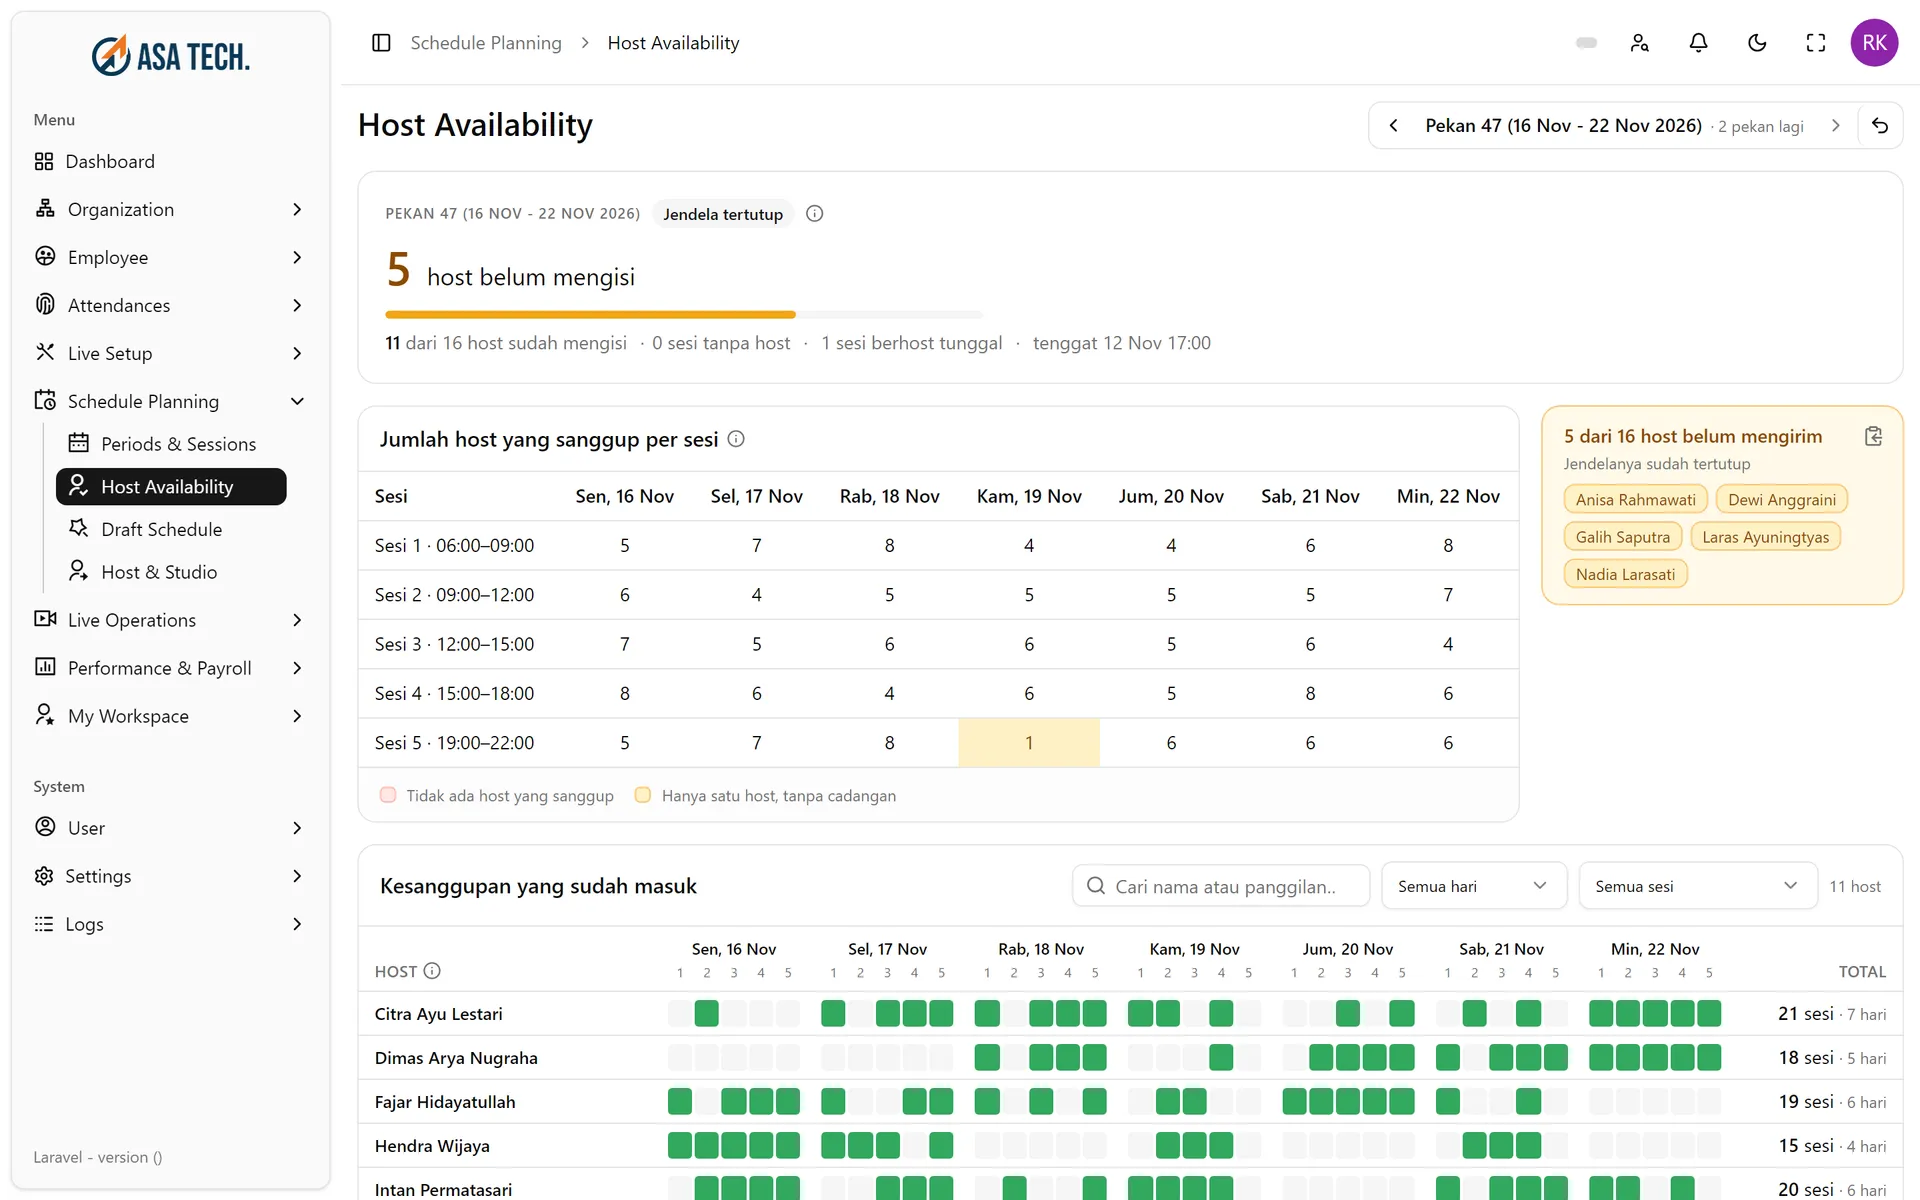 ASA TECH.
Menu
Dashboard
Organization
Employee
Attendances
Live Setup
Schedule Planning
Periods & Sessions
Host Availability
Draft Schedule
Host & Studio
Live Operations
Performance & Payroll
My Workspace
System
User
Settings
Logs
Laravel - version ()
Schedule Planning > Host Availability
RK
Host Availability
Pekan 47 (16 Nov - 22 Nov 2026) · 2 pekan lagi
PEKAN 47 (16 NOV - 22 NOV 2026) Jendela tertutup
5 host belum mengisi
11 dari 16 host sudah mengisi · 0 sesi tanpa host · 1 sesi berhost tunggal · tenggat 12 Nov 17:00
Jumlah host yang sanggup per sesi
Sesi Sen, 16 Nov Sel, 17 Nov Rab, 18 Nov Kam, 19 Nov Jum, 20 Nov Sab, 21 Nov Min, 22 Nov
Sesi 1 · 06:00–09:00 5 7 8 4 4 6 8
Sesi 2 · 09:00–12:00 6 4 5 5 5 5 7
Sesi 3 · 12:00–15:00 7 5 6 6 5 6 4
Sesi 4 · 15:00–18:00 8 6 4 6 5 8 6
Sesi 5 · 19:00–22:00 5 7 8 1 6 6 6
Tidak ada host yang sanggup Hanya satu host, tanpa cadangan
5 dari 16 host belum mengirim
Jendelanya sudah tertutup
Anisa Rahmawati Dewi Anggraini
Galih Saputra Laras Ayuningtyas
Nadia Larasati
Kesanggupan yang sudah masuk
Cari nama atau panggilan.. Semua hari Semua sesi 11 host
Sen, 16 Nov Sel, 17 Nov Rab, 18 Nov Kam, 19 Nov Jum, 20 Nov Sab, 21 Nov Min, 22 Nov
HOST 1 2 3 4 5 1 2 3 4 5 1 2 3 4 5 1 2 3 4 5 1 2 3 4 5 1 2 3 4 5 1 2 3 4 5 TOTAL
Citra Ayu Lestari 21 sesi · 7 hari
Dimas Arya Nugraha 18 sesi · 5 hari
Fajar Hidayatullah 19 sesi · 6 hari
Hendra Wijaya 15 sesi · 4 hari
Intan Permatasari 20 sesi · 6 hari